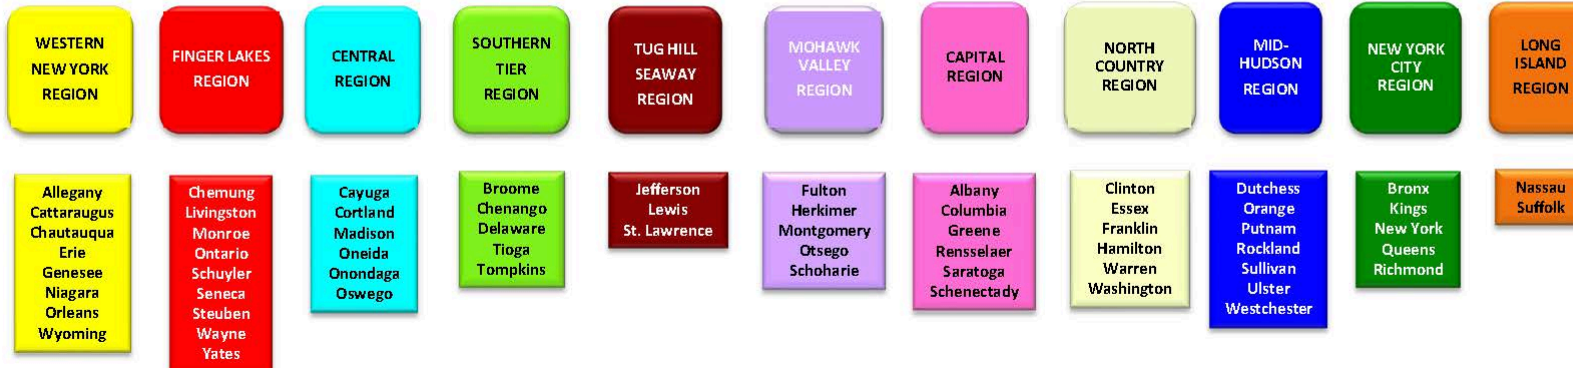 WESTERN
NEW YORK
REGION
FINGER LAKES
REGION
CENTRAL
REGION
SOUTHERN
TIER
REGION
TUG HILL
SEAWAY
REGION
MOHAWK
VALLEY
REGION
CAPITAL
REGION
NORTH
COUNTRY
REGION
MID-
HUDSON
REGION
NEW YORK
CITY
REGION
LONG
ISLAND
REGION
Allegany
Cattaraugus
Chautauqua
Erie
Genesee
Niagara
Orleans
Wyoming
Chemung
Livingston
Monroe
Ontario
Schuyler
Seneca
Steuben
Wayne
Yates
Cayuga
Cortland
Madison
Oneida
Onondaga
Oswego
Broome
Chenango
Delaware
Tioga
Tompkins
Jefferson
Lewis
St. Lawrence
Fulton
Herkimer
Montgomery
Otsego
Schoharie
Albany
Columbia
Greene
Rensselaer
Saratoga
Schenectady
Clinton
Essex
Franklin
Hamilton
Warren
Washington
Dutchess
Orange
Putnam
Rockland
Sullivan
Ulster
Westchester
Bronx
Kings
New York
Queens
Richmond
Nassau
Suffolk